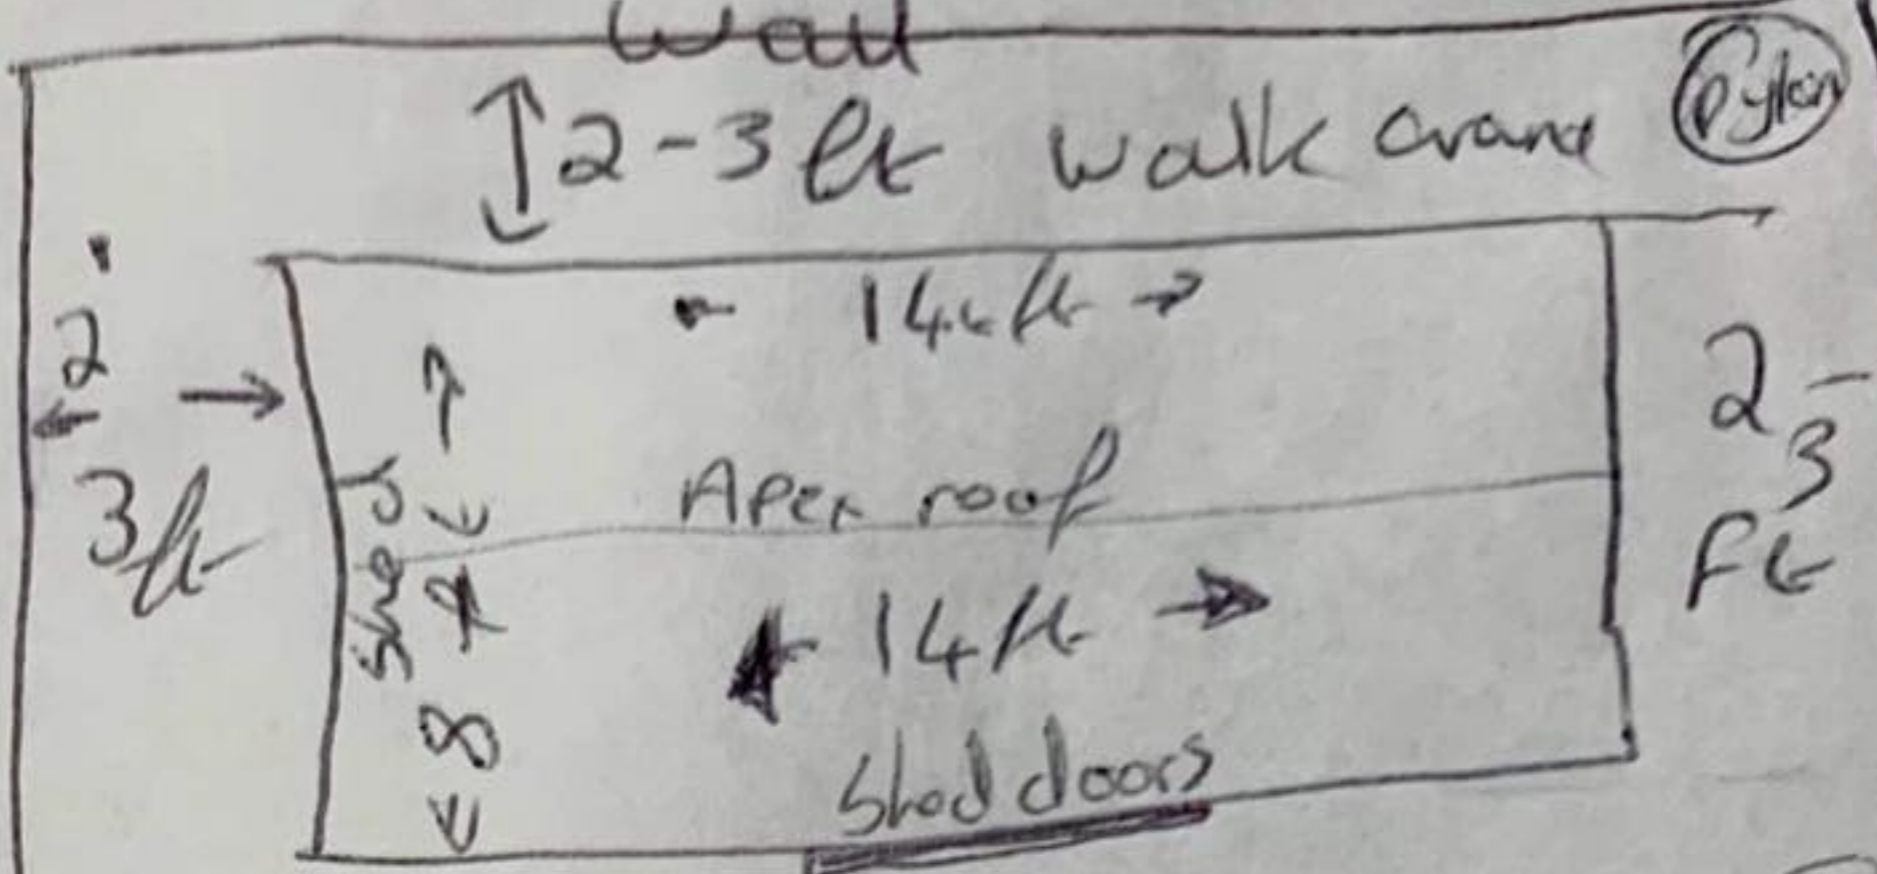 Wall
2-3 ft walk
Pylon
14 ft
2
3 ft
2-
3
Ft
Shed
8
Apex roof
14 ft
Shed doors